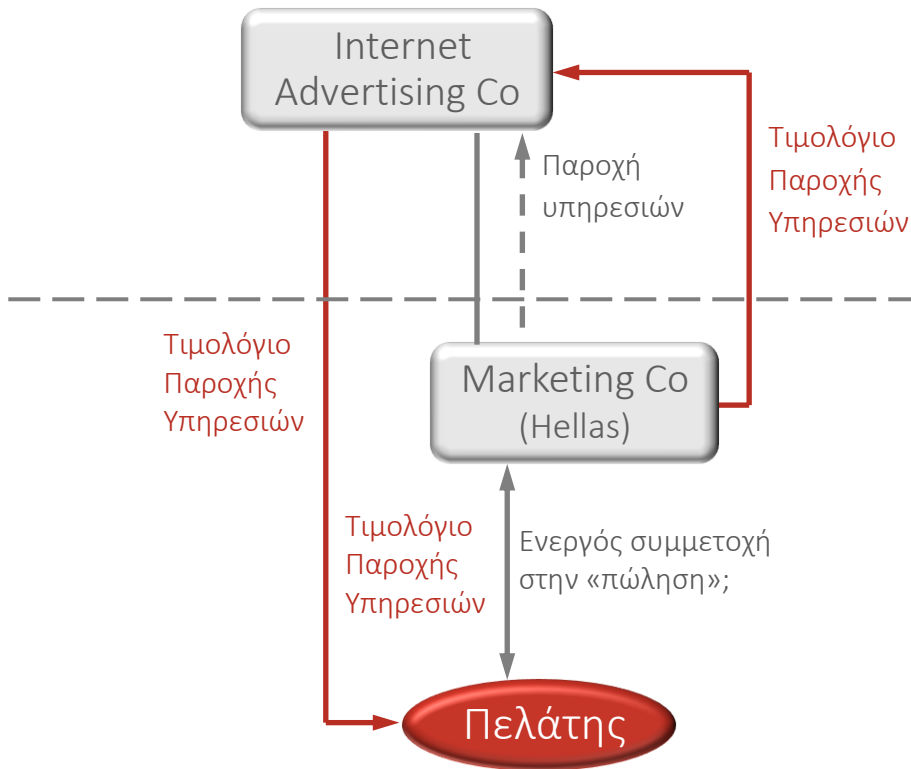 Internet
Advertising Co
Παροχή
υπηρεσιών
Τιμολόγιο
Παροχής
Υπηρεσιών
Τιμολόγιο
Παροχής
Υπηρεσιών
Marketing Co
(Hellas)
Τιμολόγιο
Παροχής
Υπηρεσιών
Ενεργός συμμετοχή
στην «πώληση»;
Πελάτης